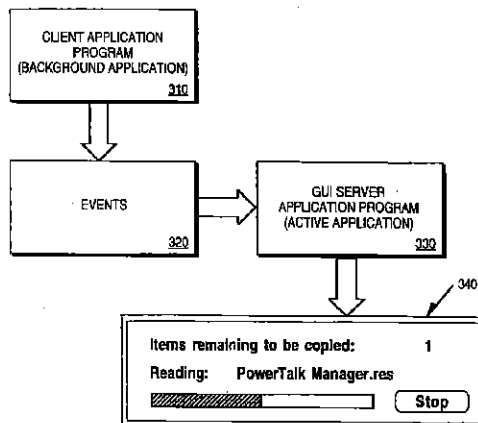 CLIENT APPLICATION
PROGRAM
(BACKGROUND APPLICATION)
310
EVENTS
320
GUI SERVER
APPLICATION PROGRAM
(ACTIVE APPLICATION)
330
340
Items remaining to be copied: 1
Reading: PowerTalk Manager.res
Stop